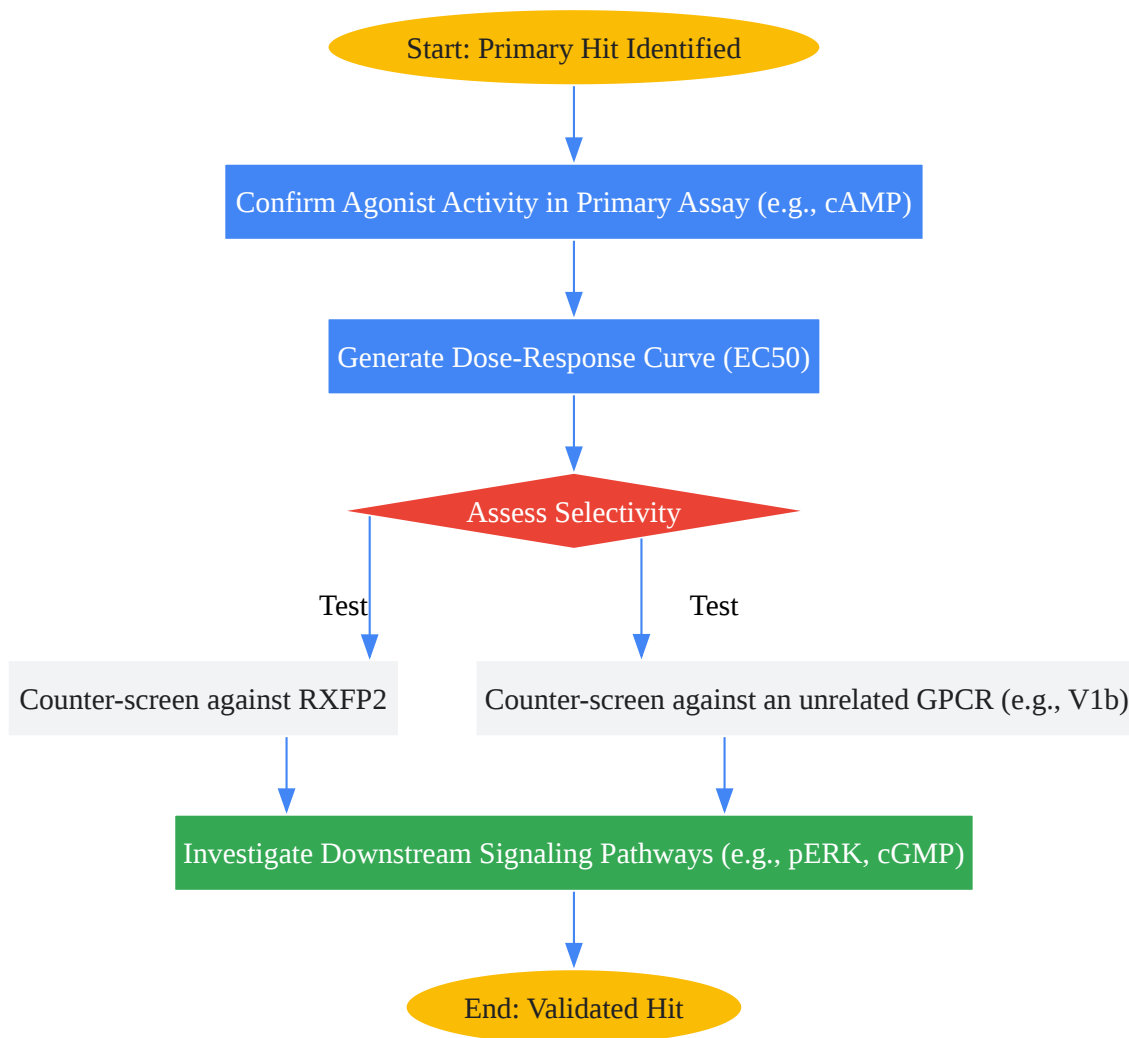 Start: Primary Hit Identified
Confirm Agonist Activity in Primary Assay (e.g., cAMP)
Generate Dose-Response Curve (EC50)
Assess Selectivity
Test
Test
Counter-screen against RXFP2
Counter-screen against an unrelated GPCR (e.g., V1b)
Investigate Downstream Signaling Pathways (e.g., pERK, cGMP)
End: Validated Hit